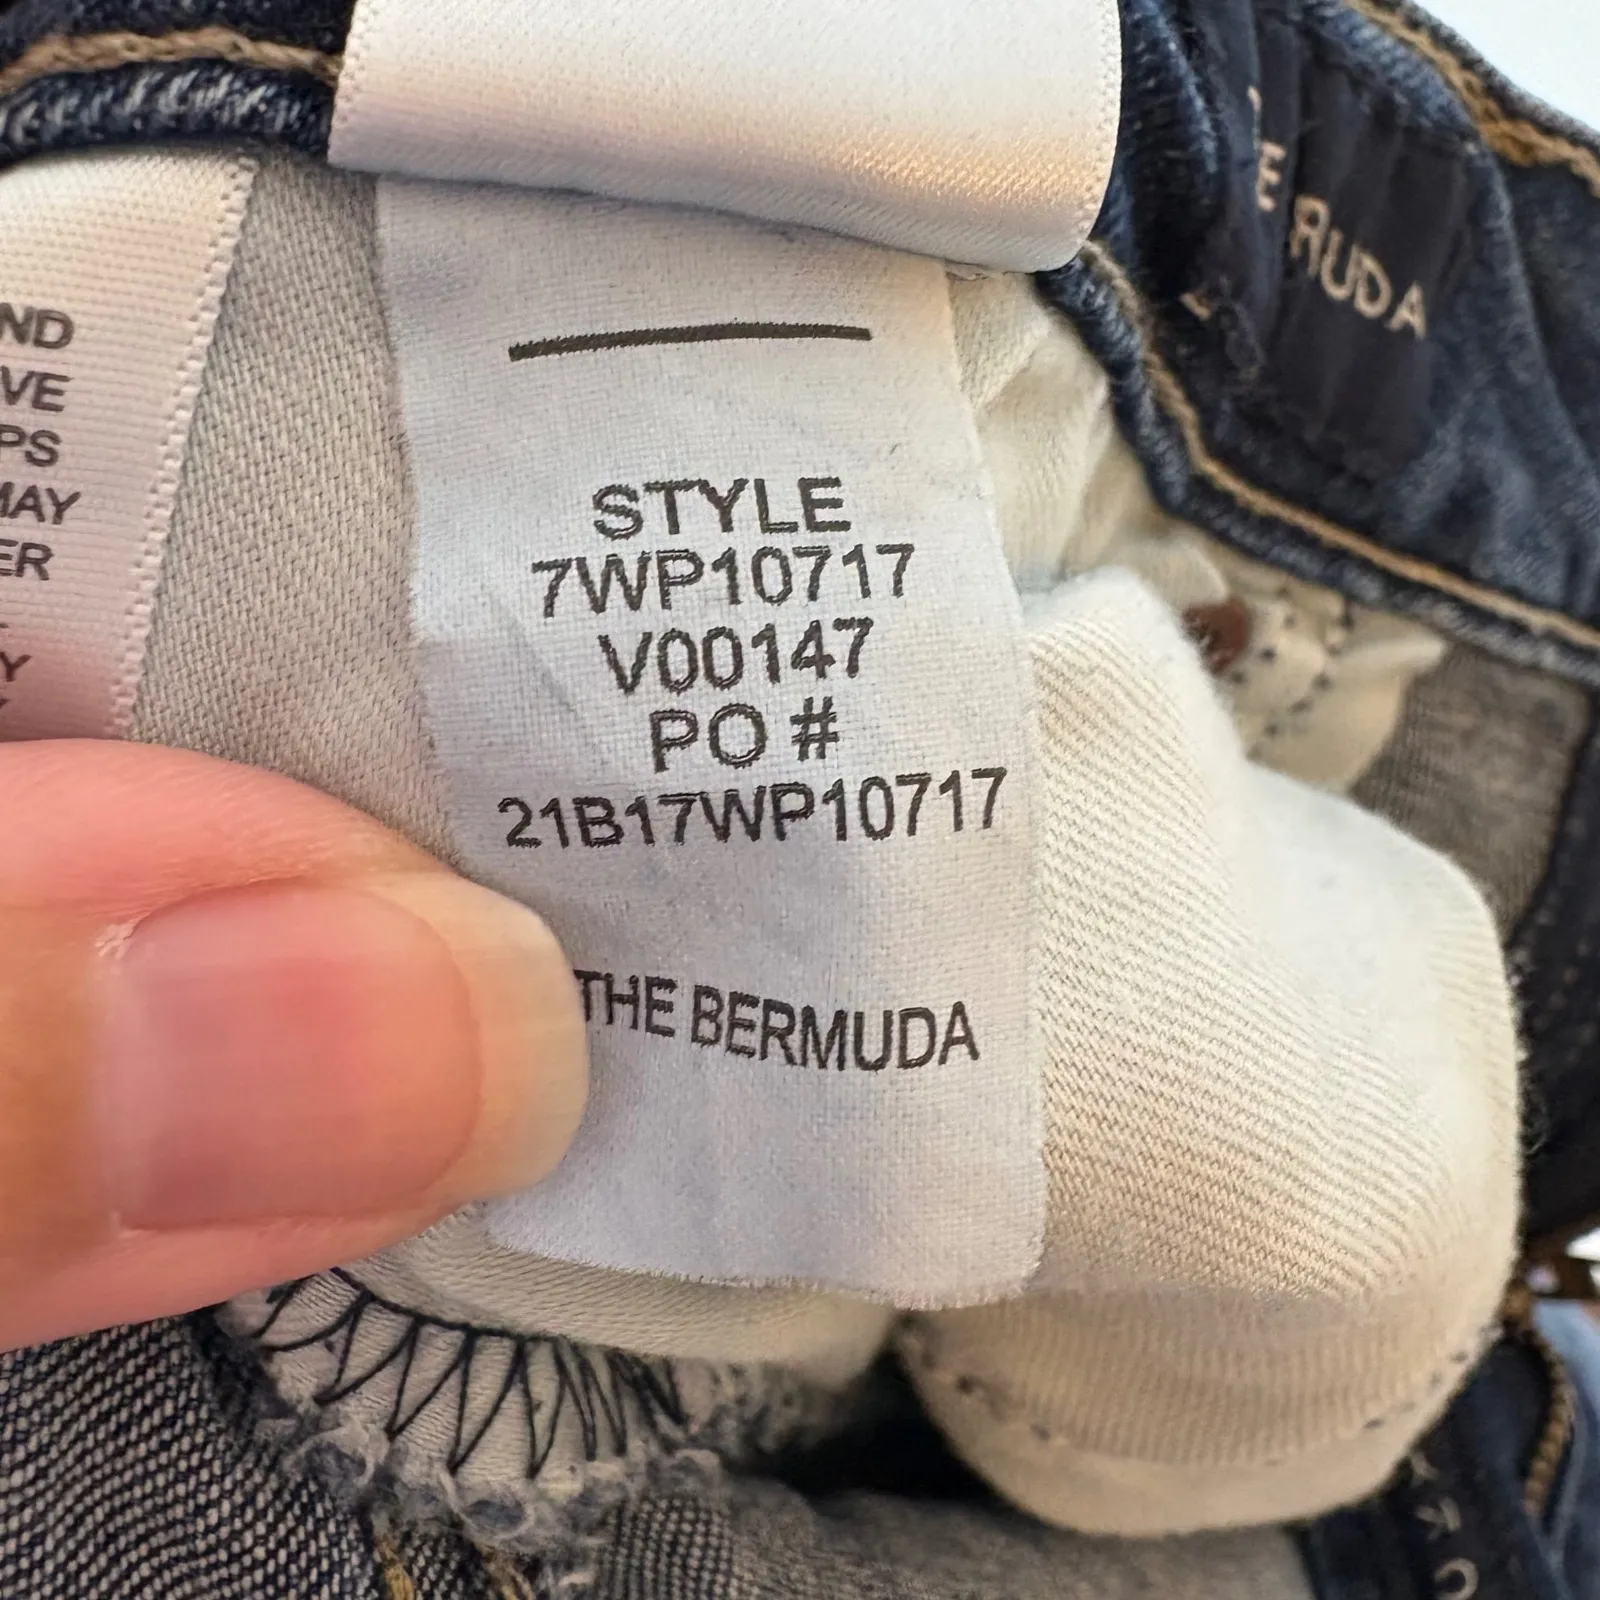 ND
VE
PS
MAY
ER
Y
STYLE
7WP10717
V00147
PO #
21B17WP10717
THE BERMUDA
E RUDA